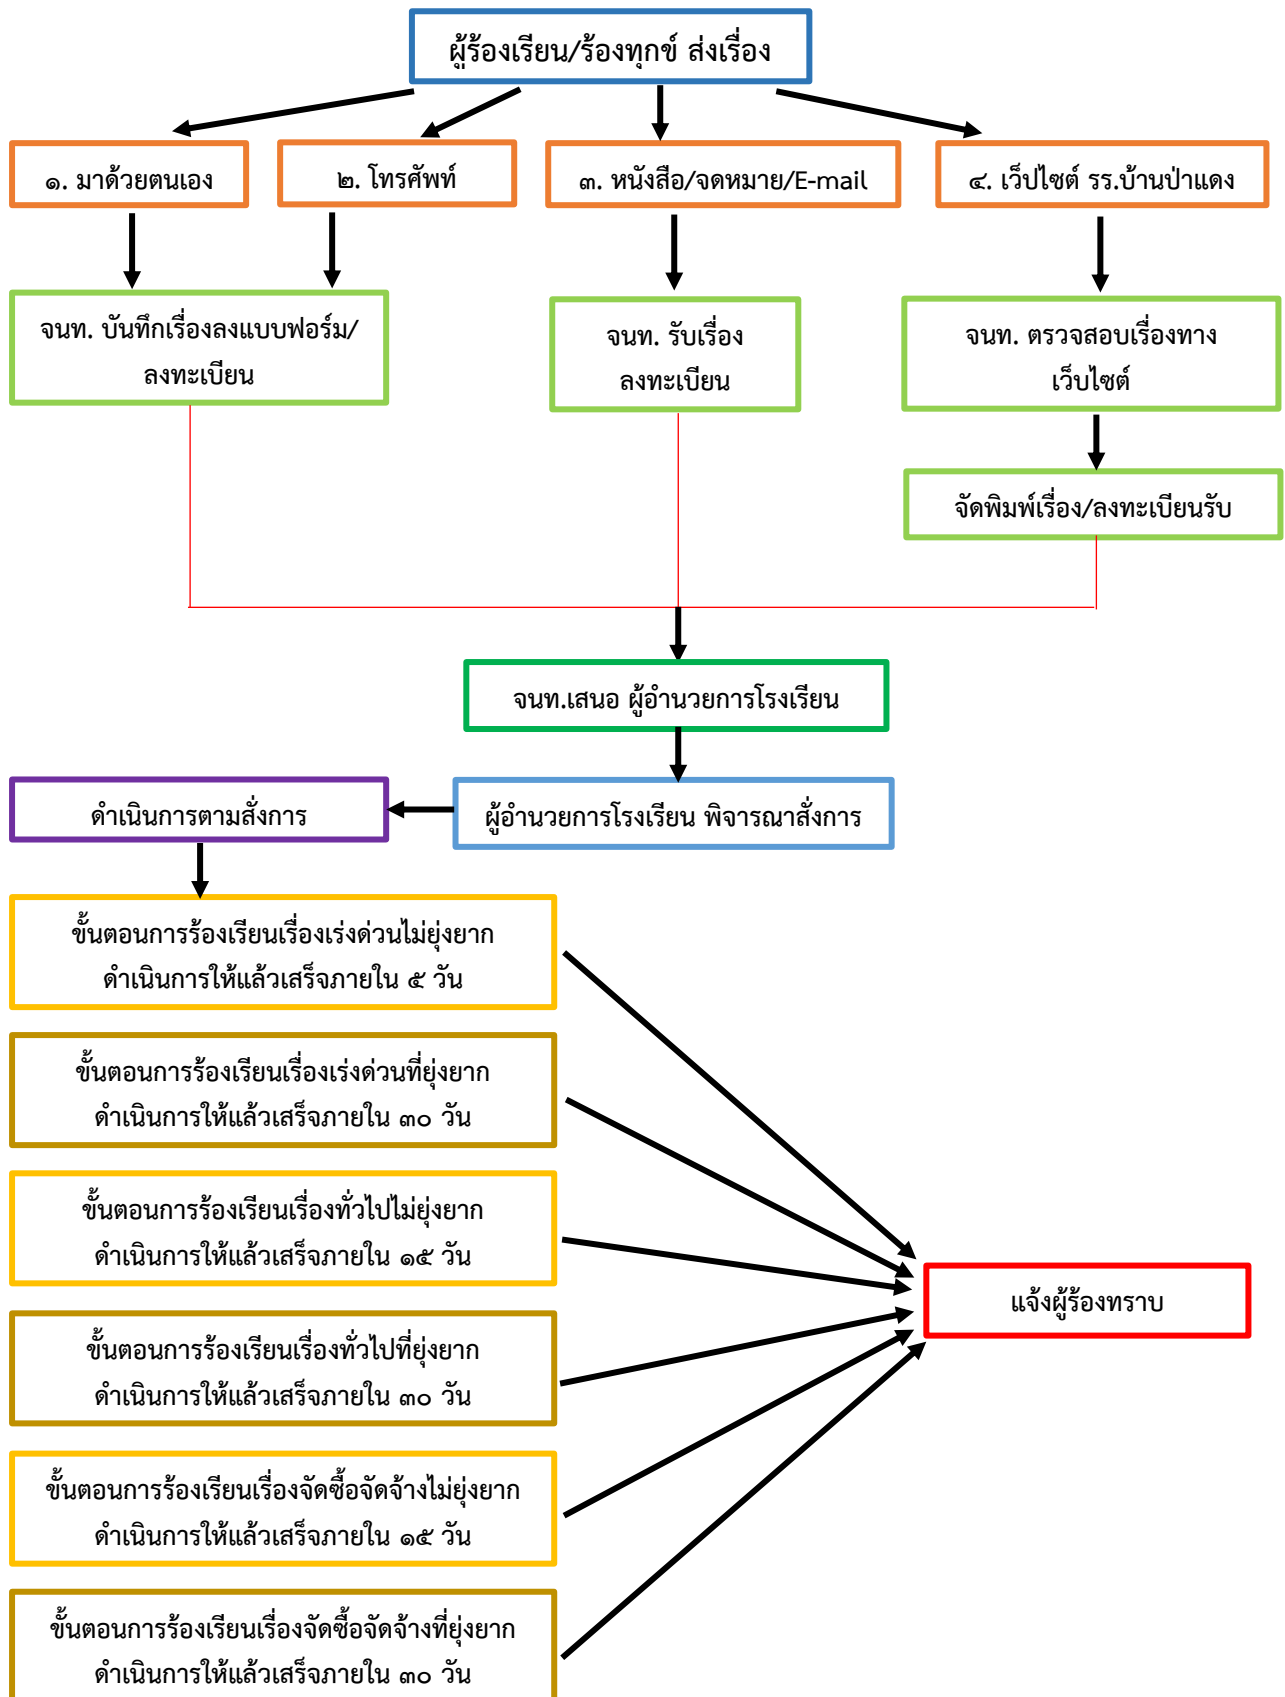 ผู้ร้องเรียน/ร้องทุกข์ ส่งเรื่อง
๑. มาด้วยตนเอง
๒. โทรศัพท์
๓. หนังสือ/จดหมาย/E-mail
๔. เว็ปไซต์ รร.บ้านป่าแดง
จนท. บันทึกเรื่องลงแบบฟอร์ม/
ลงทะเบียน
จนท. รับเรื่อง
ลงทะเบียน
จนท. ตรวจสอบเรื่องทาง
เว็บไซต์
จัดพิมพ์เรื่อง/ลงทะเบียนรับ
จนท.เสนอ ผู้อำนวยการโรงเรียน
ผู้อำนวยการโรงเรียน พิจารณาสั่งการ
ดำเนินการตามสั่งการ
ขั้นตอนการร้องเรียนเรื่องเร่งด่วนไม่ยุ่งยาก
ดำเนินการให้แล้วเสร็จภายใน ๕ วัน
ขั้นตอนการร้องเรียนเรื่องเร่งด่วนที่ยุ่งยาก
ดำเนินการให้แล้วเสร็จภายใน ๓๐ วัน
ขั้นตอนการร้องเรียนเรื่องทั่วไปไม่ยุ่งยาก
ดำเนินการให้แล้วเสร็จภายใน ๑๕ วัน
ขั้นตอนการร้องเรียนเรื่องทั่วไปที่ยุ่งยาก
ดำเนินการให้แล้วเสร็จภายใน ๓๐ วัน
ขั้นตอนการร้องเรียนเรื่องจัดซื้อจัดจ้างไม่ยุ่งยาก
ดำเนินการให้แล้วเสร็จภายใน ๑๕ วัน
ขั้นตอนการร้องเรียนเรื่องจัดซื้อจัดจ้างที่ยุ่งยาก
ดำเนินการให้แล้วเสร็จภายใน ๓๐ วัน
แจ้งผู้ร้องทราบ